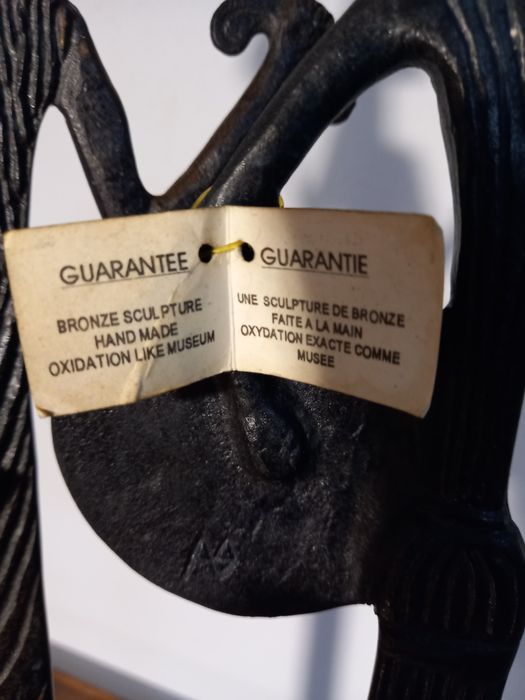 GUARANTEE
BRONZE SCULPTURE
HAND MADE
OXIDATION LIKE MUSEUM
GUARANTIE
UNE SCULPTURE DE BRONZE
FAITE A LA MAIN
OXYDATION EXACTE COMME
MUSEE